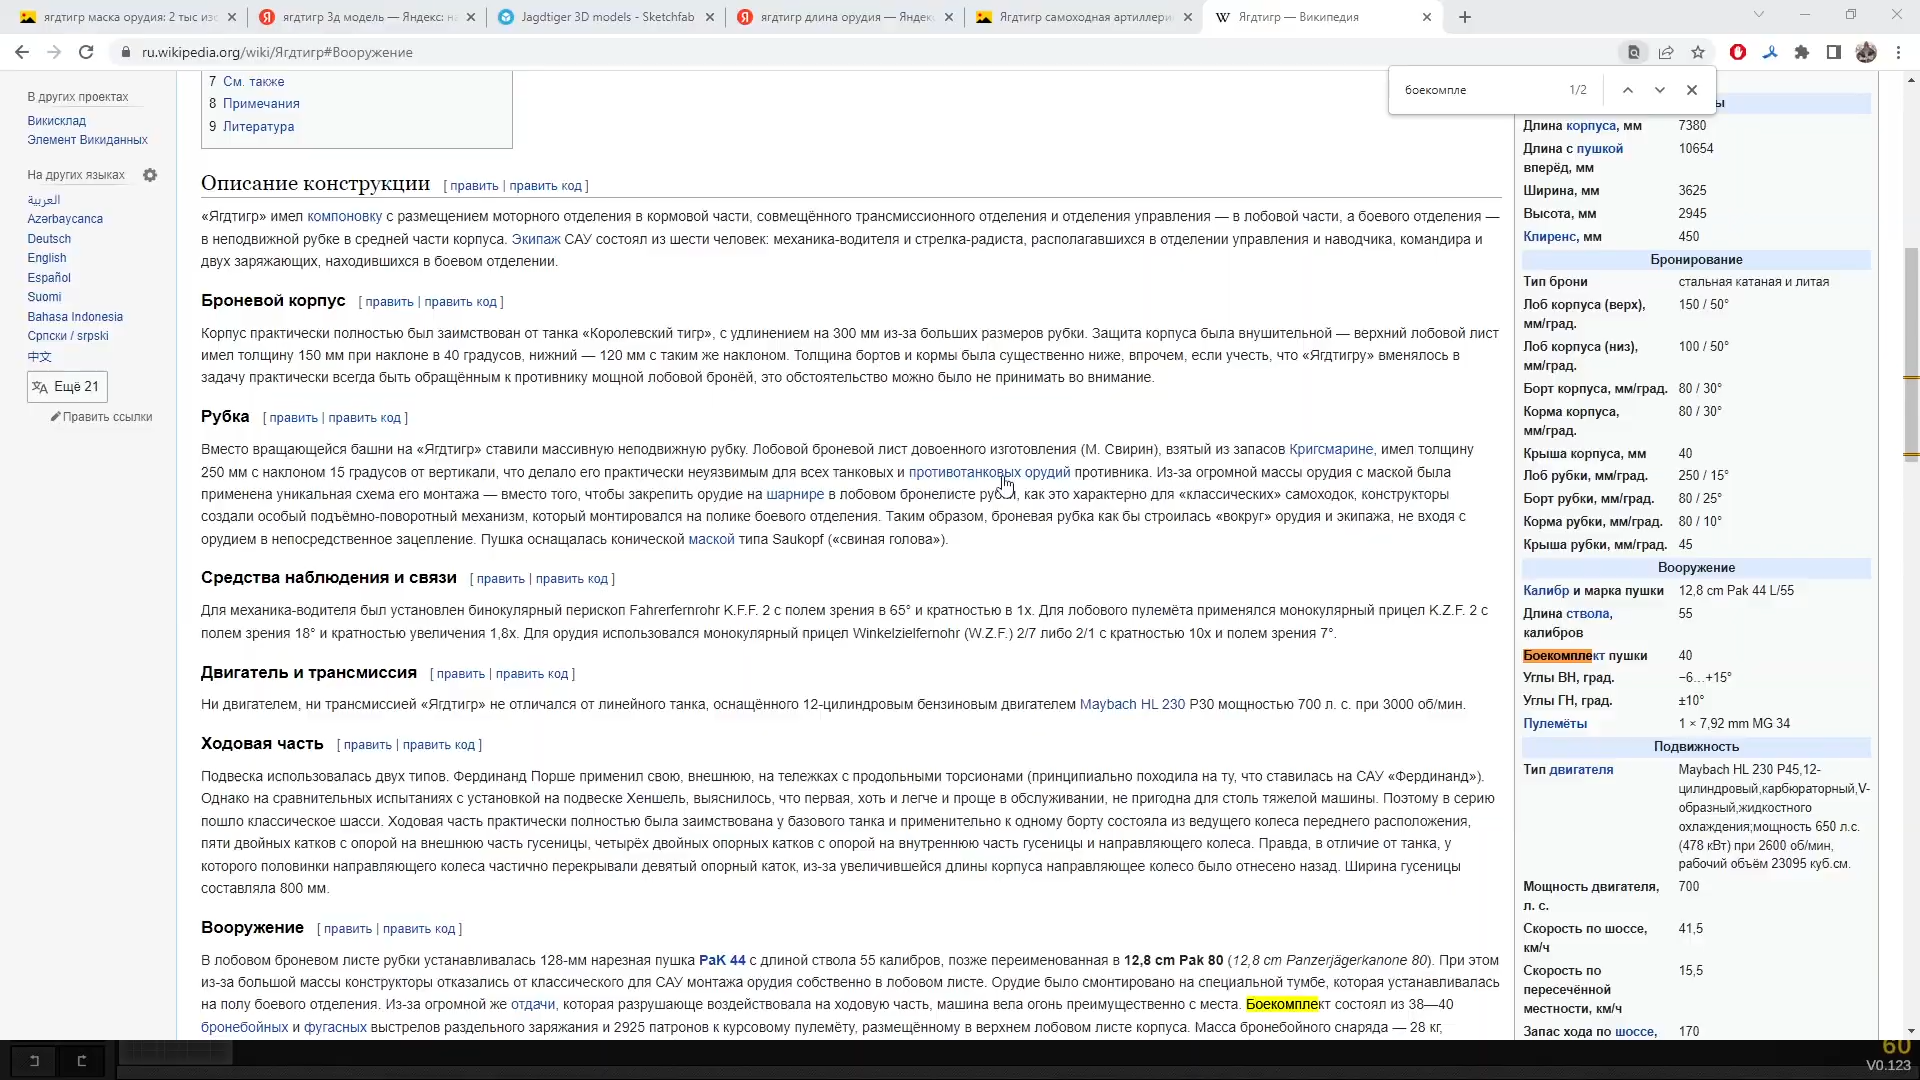 ягдтигр маска орудия: 2 тыс изо
ягдтигр 3д модель — Яндекс: на
Jagdtiger 3D models - Sketchfab
ягдтигр длина орудия — Яндекс
Ягдтигр самоходная артиллери
Ягдтигр — Википедия
ru.wikipedia.org/wiki/Ягдтигр#Вооружение
боекомпле 1/2
В других проектах
Викисклад
Элемент Викиданных
На других языках
العربية
Azərbaycanca
Deutsch
English
Español
Suomi
Bahasa Indonesia
Српски / srpski
中文
Ещё 21
Править ссылки
7 См. также
8 Примечания
9 Литература
Описание конструкции [ править | править код ]
«Ягдтигр» имел компоновку с размещением моторного отделения в кормовой части, совмещённого трансмиссионного отделения и отделения управления — в лобовой части, а боевого отделения —
в неподвижной рубке в средней части корпуса. Экипаж САУ состоял из шести человек: механика-водителя и стрелка-радиста, располагавшихся в отделении управления и наводчика, командира и
двух заряжающих, находившихся в боевом отделении.
Броневой корпус [ править | править код ]
Корпус практически полностью был заимствован от танка «Королевский тигр», с удлинением на 300 мм из-за больших размеров рубки. Защита корпуса была внушительной — верхний лобовой лист
имел толщину 150 мм при наклоне в 40 градусов, нижний — 120 мм с таким же наклоном. Толщина бортов и кормы была существенно ниже, впрочем, если учесть, что «Ягдтигру» вменялось в
задачу практически всегда быть обращённым к противнику мощной лобовой бронёй, это обстоятельство можно было не принимать во внимание.
Рубка [ править | править код ]
Вместо вращающейся башни на «Ягдтигр» ставили массивную неподвижную рубку. Лобовой броневой лист довоенного изготовления (М. Свирин), взятый из запасов Кригсмарине, имел толщину
250 мм с наклоном 15 градусов от вертикали, что делало его практически неуязвимым для всех танковых и противотанковых орудий противника. Из-за огромной массы орудия с маской была
применена уникальная схема его монтажа — вместо того, чтобы закрепить орудие на шарнире в лобовом бронелисте рубки, как это характерно для «классических» самоходок, конструкторы
создали особый подъёмно-поворотный механизм, который монтировался на полике боевого отделения. Таким образом, броневая рубка как бы строилась «вокруг» орудия и экипажа, не входя с
орудием в непосредственное зацепление. Пушка оснащалась конической маской типа Saukopf («свиная голова»).
Средства наблюдения и связи [ править | править код ]
Для механика-водителя был установлен бинокулярный перископ Fahrerfernrohr K.F.F. 2 с полем зрения в 65° и кратностью в 1x. Для лобового пулемёта применялся монокулярный прицел K.Z.F. 2 с
полем зрения 18° и кратностью увеличения 1,8x. Для орудия использовался монокулярный прицел Winkelzielfernohr (W.Z.F.) 2/7 либо 2/1 с кратностью 10x и полем зрения 7°.
Двигатель и трансмиссия [ править | править код ]
Ни двигателем, ни трансмиссией «Ягдтигр» не отличался от линейного танка, оснащённого 12-цилиндровым бензиновым двигателем Maybach HL 230 P30 мощностью 700 л. с. при 3000 об/мин.
Ходовая часть [ править | править код ]
Подвеска использовалась двух типов. Фердинанд Порше применил свою, внешнюю, на тележках с продольными торсионами (принципиально походила на ту, что ставилась на САУ «Фердинанд»).
Однако на сравнительных испытаниях с установкой на подвеске Хеншель, выяснилось, что первая, хоть и легче и проще в обслуживании, не пригодна для столь тяжелой машины. Поэтому в серию
пошло классическое шасси. Ходовая часть практически полностью была заимствована у базового танка и применительно к одному борту состояла из ведущего колеса переднего расположения,
пяти двойных катков с опорой на внешнюю часть гусеницы, четырёх двойных опорных катков с опорой на внутреннюю часть гусеницы и направляющего колеса. Правда, в отличие от танка, у
которого половинки направляющего колеса частично перекрывали девятый опорный каток, из-за увеличившейся длины корпуса направляющее колесо было отнесено назад. Ширина гусеницы
составляла 800 мм.
Вооружение [ править | править код ]
В лобовом броневом листе рубки устанавливалась 128-мм нарезная пушка PaK 44 с длиной ствола 55 калибров, позже переименованная в 12,8 cm Pak 80 (12,8 cm Panzerjägerkanone 80). При этом
из-за большой массы конструкторы отказались от классического для САУ монтажа орудия собственно в лобовом листе. Орудие было смонтировано на специальной тумбе, которая устанавливалась
на полу боевого отделения. Из-за огромной же отдачи, которая разрушающе воздействовала на ходовую часть, машина вела огонь преимущественно с места. Боекомплект состоял из 38—40
бронебойных и фугасных выстрелов раздельного заряжания и 2925 патронов к курсовому пулемёту, размещённому в верхнем лобовом листе корпуса. Масса бронебойного снаряда — 28 кг,
ы
Длина корпуса, мм 7380
Длина с пушкой 10654
вперёд, мм
Ширина, мм 3625
Высота, мм 2945
Клиренс, мм 450
Бронирование
Тип брони стальная катаная и литая
Лоб корпуса (верх), 150 / 50°
мм/град.
Лоб корпуса (низ), 100 / 50°
мм/град.
Борт корпуса, мм/град. 80 / 30°
Корма корпуса, 80 / 30°
мм/град.
Крыша корпуса, мм 40
Лоб рубки, мм/град. 250 / 15°
Борт рубки, мм/град. 80 / 25°
Корма рубки, мм/град. 80 / 10°
Крыша рубки, мм/град. 45
Вооружение
Калибр и марка пушки 12,8 cm Pak 44 L/55
Длина ствола, 55
калибров
Боекомплект пушки 40
Углы ВН, град. −6…+15°
Углы ГН, град. ±10°
Пулемёты 1 × 7,92 mm MG 34
Подвижность
Тип двигателя Maybach HL 230 P45,12-
цилиндровый,карбюраторный,V-
образный,жидкостного
охлаждения;мощность 650 л.с.
(478 кВт) при 2600 об/мин,
рабочий объём 23095 куб.см.
Мощность двигателя, 700
л. с.
Скорость по шоссе, 41,5
км/ч
Скорость по 15,5
пересечённой
местности, км/ч
Запас хода по шоссе, 170
60
V0.123